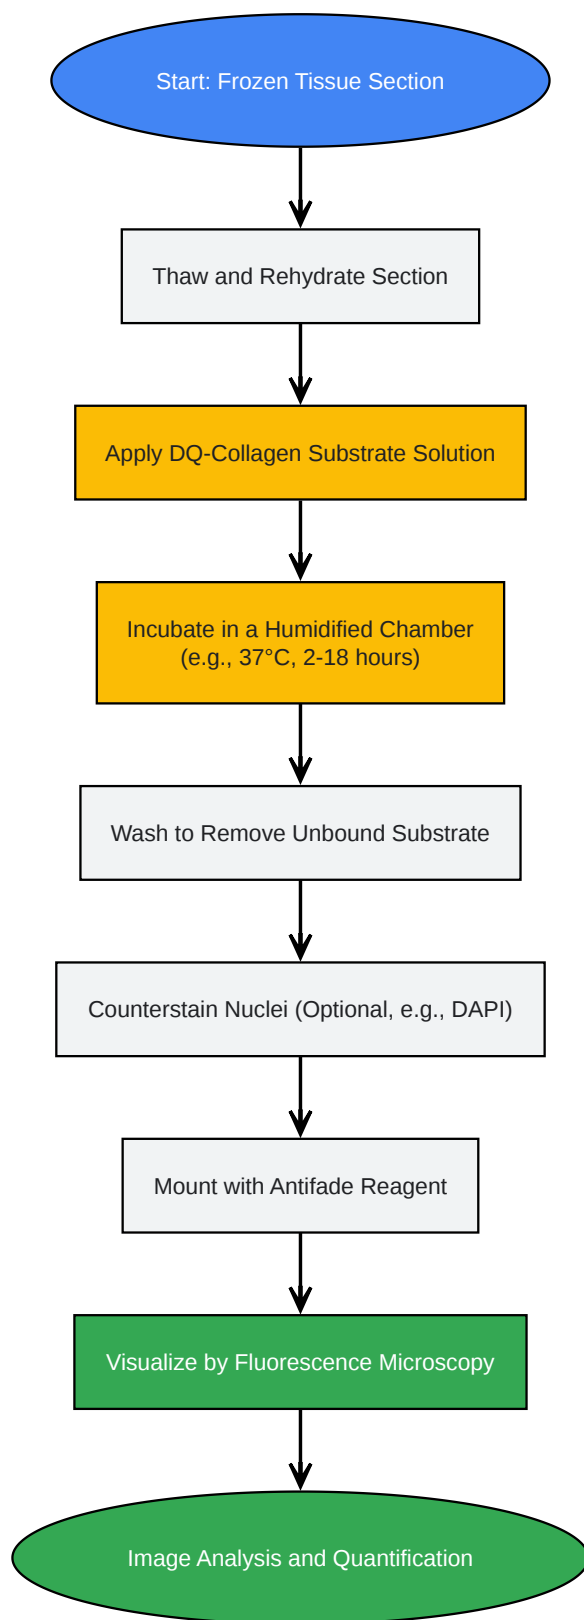 Start: Frozen Tissue Section
Thaw and Rehydrate Section
Apply DQ-Collagen Substrate Solution
Incubate in a Humidified Chamber
(e.g., 37°C, 2-18 hours)
Wash to Remove Unbound Substrate
Counterstain Nuclei (Optional, e.g., DAPI)
Mount with Antifade Reagent
Visualize by Fluorescence Microscopy
Image Analysis and Quantification